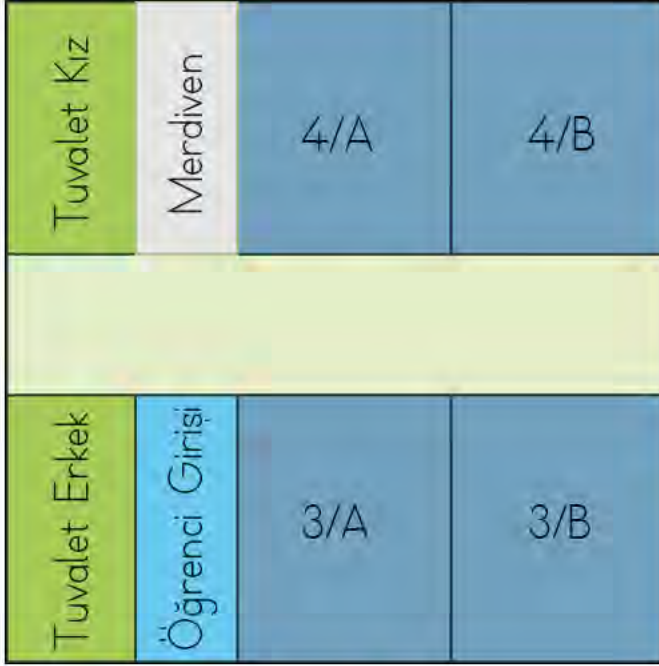 Tuvalet Kız
Merdiven
4/A
4/B
Tuvalet Erkek
Öğrenci Girişi
3/A
3/B